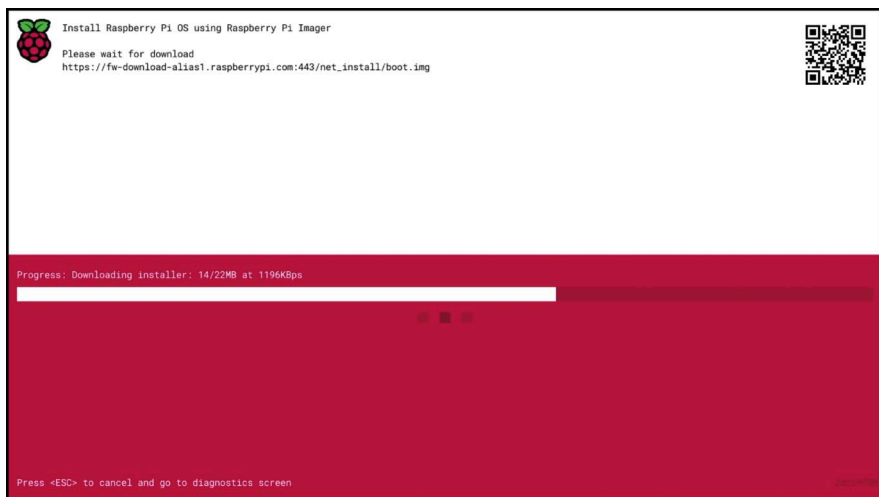 Install Raspberry Pi OS using Raspberry Pi Imager
Please wait for download
https://fw-download-alias1.raspberrypi.com:443/net_install/boot.img
Progress: Downloading installer: 14/22MB at 1196KBps
Press <ESC> to cancel and go to diagnostics screen